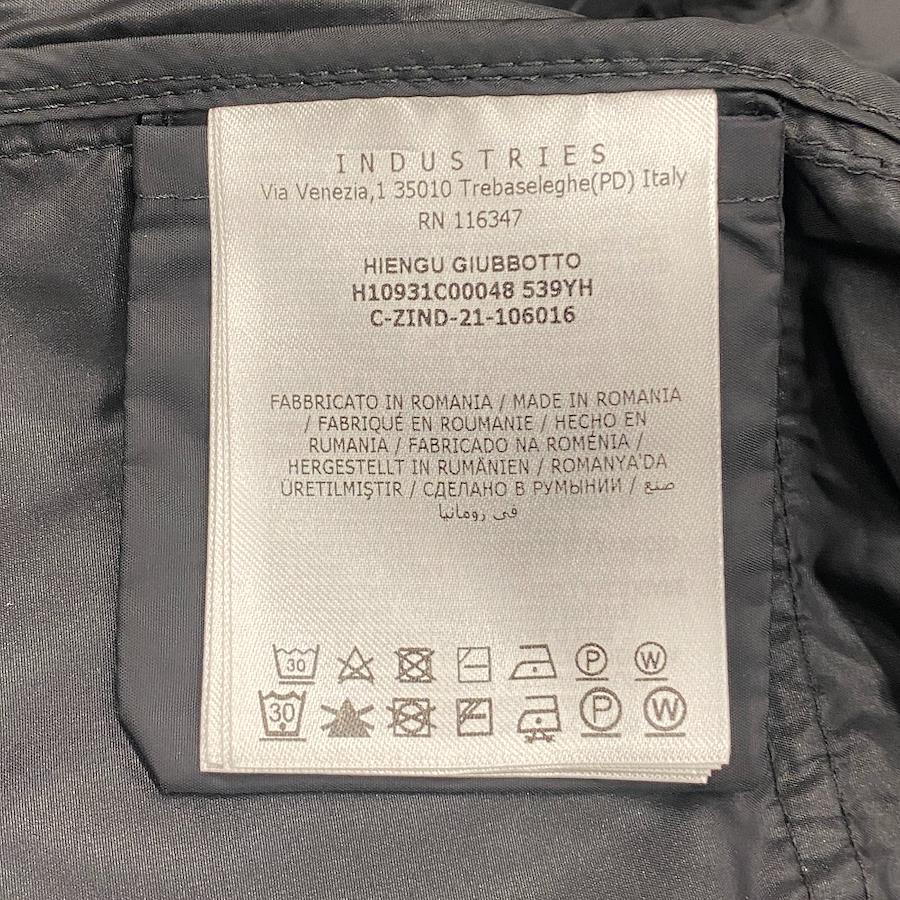 INDUSTRIES
Via Venezia,1 35010 Trebaseleghe(PD) Italy
RN 116347
HIENGU GIUBBOTTO
H10931C00048 539YH
C-ZIND-21-106016
FABBRICATO IN ROMANIA / MADE IN ROMANIA
/ FABRIQUÉ EN ROUMANIE / HECHO EN
RUMANIA / FABRICADO NA ROMÉNIA /
HERGESTELLT IN RUMÄNIEN / ROMANYA'DA
ÜRETILMIŞTIR / СДЕЛАНО В РУМЫНИИ / صنع
في رومانيا
30 P W
30 P W